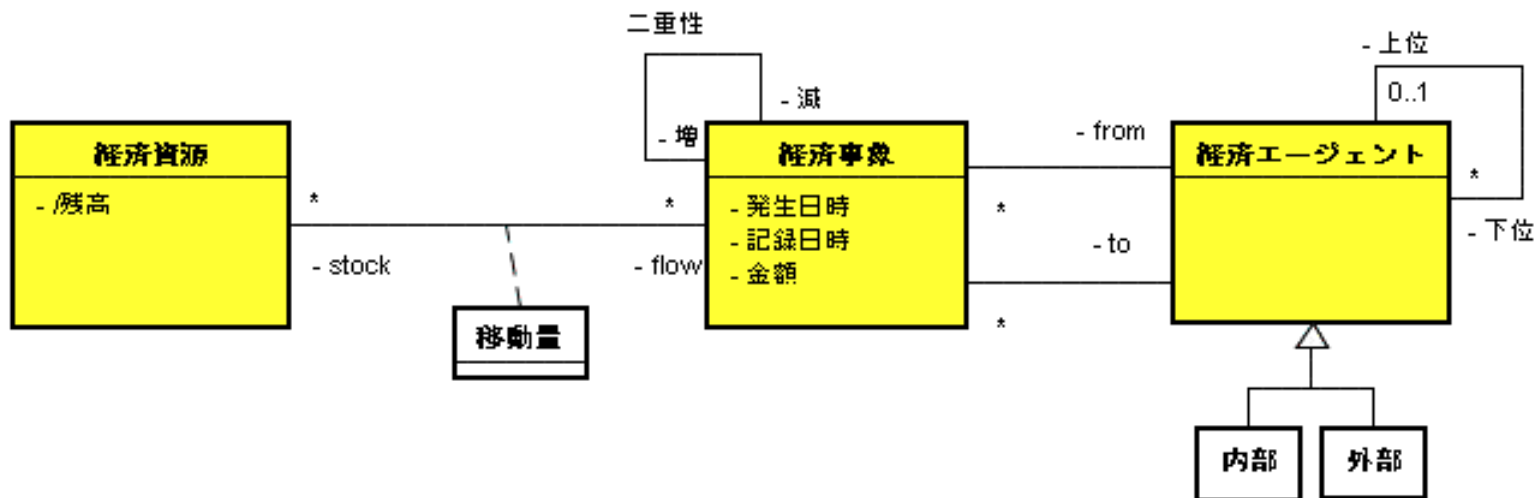 二重性
- 減
- 増
- 上位
0..1
*
- 下位
経済資源
- /残高
*
- stock
*
- flow
移動量
経済事象
- 発生日時
- 記録日時
- 金額
- from
*
- to
*
経済エージェント
内部
外部